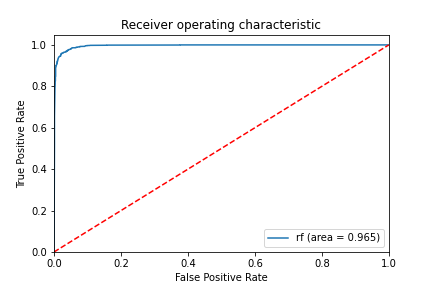 Receiver operating characteristic
True Positive Rate
1.0
0.8
0.6
0.4
0.2
0.0
0.0 0.2 0.4 0.6 0.8 1.0
False Positive Rate
rf (area = 0.965)